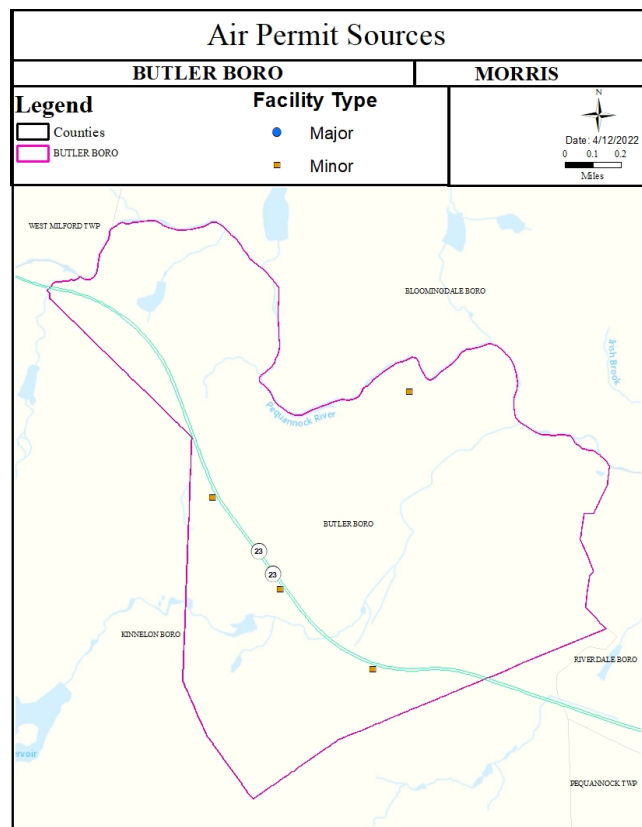 Air Permit Sources
BUTLER BORO
MORRIS
Legend
Counties
BUTLER BORO
Facility Type
Major
Minor
N
Date: 4/12/2022
0 0.1 0.2
Miles
WEST MILFORD TWP
BLOOMINGDALE BORO
Irish Brook
Pequannock River
BUTLER BORO
23
23
KINNELON BORO
RIVERDALE BORO
ervoir
PEQUANNOCK TWP